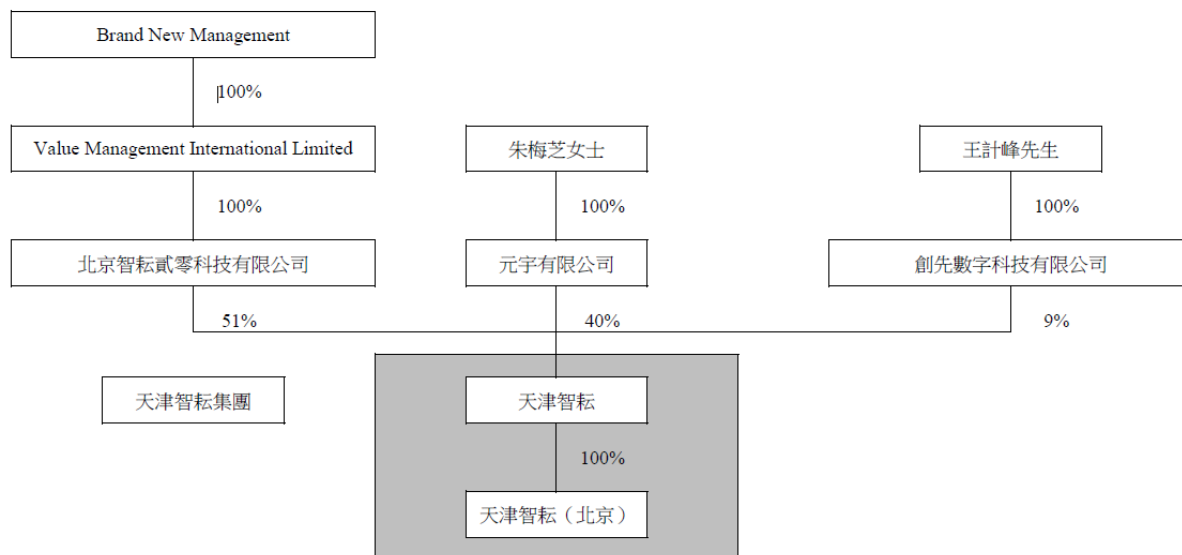 Brand New Management
100%
Value Management International Limited
朱梅芝女士
王計峰先生
100%
100%
100%
北京智耘貳零科技有限公司
元宇有限公司
創先數字科技有限公司
51%
40%
9%
天津智耘集團
天津智耘
100%
天津智耘（北京）